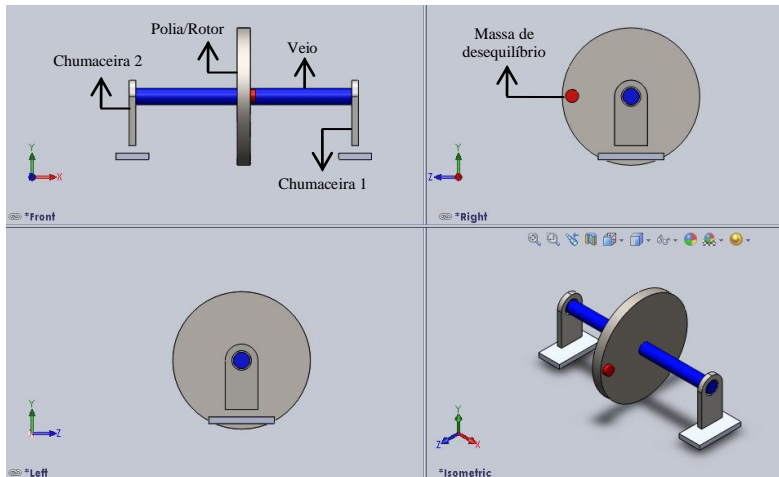 Polia/Rotor
Veio
Chumaceira 2
Chumaceira 1
Y
X
*Front
Massa de
desequilíbrio
Y
Z
*Right
Y
Z
*Left
Y
Z
X
*Isometric